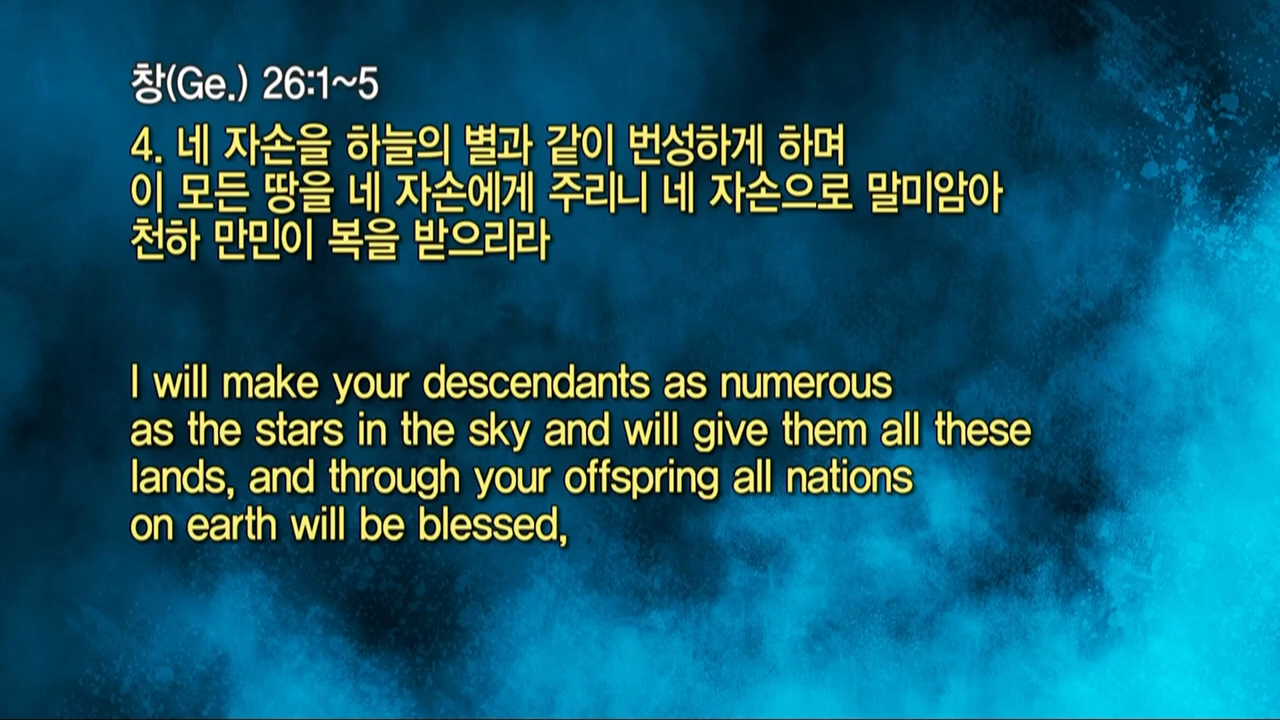 창(Ge.) 26:1~5
4. 네 자손을 하늘의 별과 같이 번성하게 하며
이 모든 땅을 네 자손에게 주리니 네 자손으로 말미암아
천하 만민이 복을 받으리라
I will make your descendants as numerous
as the stars in the sky and will give them all these
lands, and through your offspring all nations
on earth will be blessed,